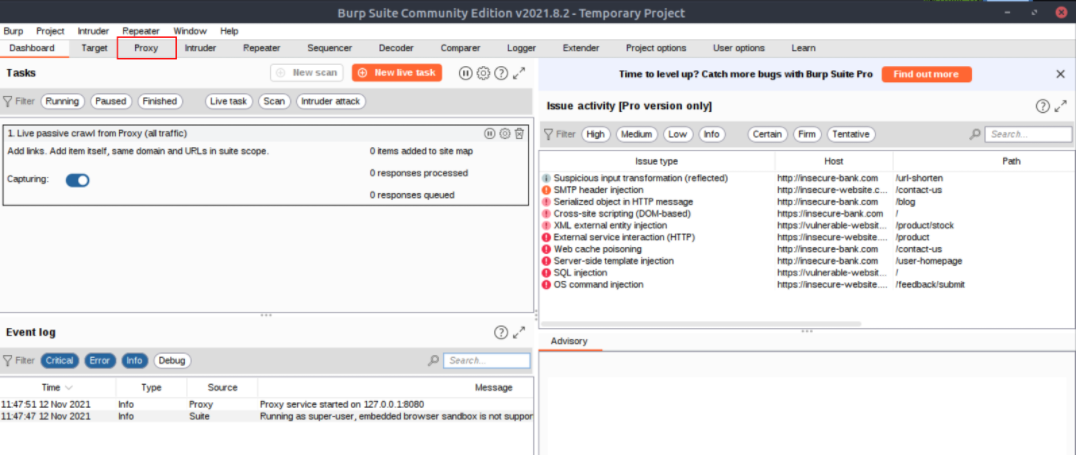 Burp Suite Community Edition v2021.8.2 - Temporary Project
Burp Project Intruder Repeater Window Help
Dashboard Target Proxy Intruder Repeater Sequencer Decoder Comparer Logger Extender Project options User options Learn
Tasks
New scan
New live task
Filter Running Paused Finished Live task Scan Intruder attack
1. Live passive crawl from Proxy (all traffic)
Add links. Add item itself, same domain and URLs in suite scope.
0 items added to site map
Capturing:
0 responses processed
0 responses queued
Event log
Filter Critical Error Info Debug Search...
Time Type Source Message
11:47:51 12 Nov 2021 Info Proxy Proxy service started on 127.0.0.1:8080
11:47:47 12 Nov 2021 Info Suite Running as super-user, embedded browser sandbox is not suppor
Time to level up? Catch more bugs with Burp Suite Pro Find out more
Issue activity [Pro version only]
Filter High Medium Low Info Certain Firm Tentative Search...
Issue type Host Path
Suspicious input transformation (reflected) http://insecure-bank.com /url-shorten
SMTP header injection http://insecure-website.c... /contact-us
Serialized object in HTTP message http://insecure-bank.com /blog
Cross-site scripting (DOM-based) https://insecure-bank.com /
XML external entity injection https://vulnerable-websit... /product/stock
External service interaction (HTTP) https://insecure-website.... /product
Web cache poisoning http://insecure-bank.com /contact-us
Server-side template injection http://insecure-bank.com /user-homepage
SQL injection https://vulnerable-websit... /
OS command injection https://insecure-website.... /feedback/submit
Advisory